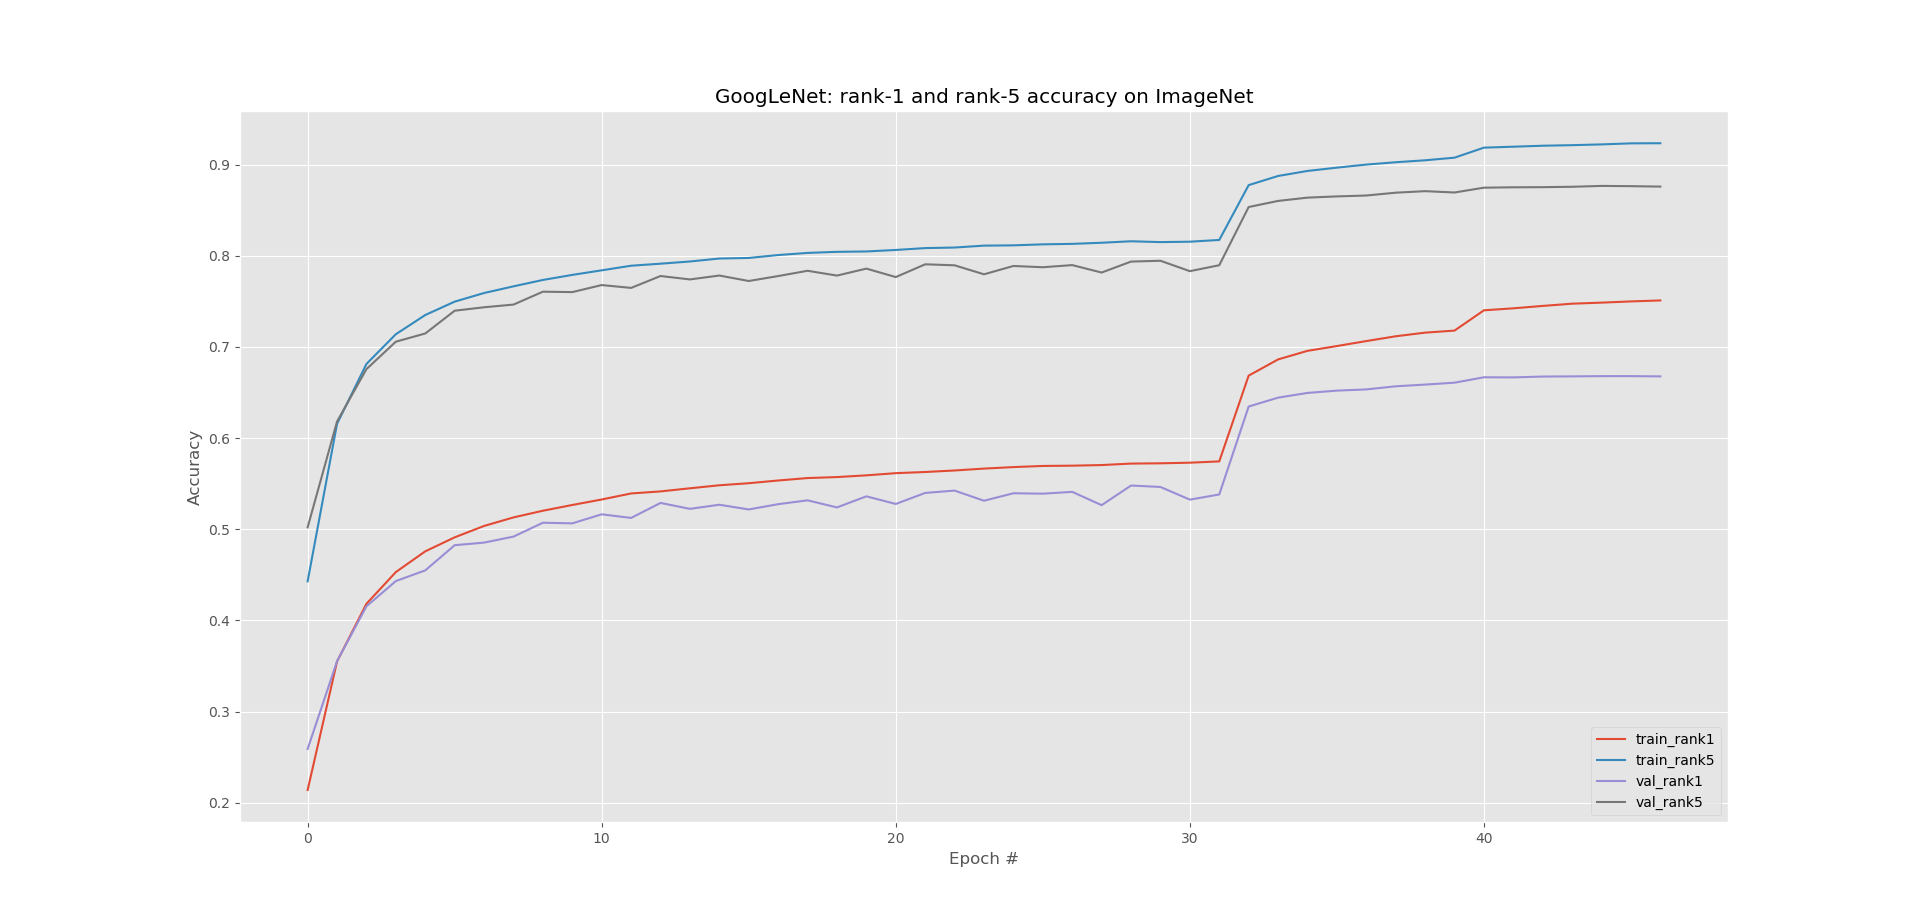 GoogLeNet: rank-1 and rank-5 accuracy on ImageNet
Accuracy
0.9
0.8
0.7
0.6
0.5
0.4
0.3
0.2
0
10
20
30
40
Epoch #
train_rank1
train_rank5
val_rank1
val_rank5